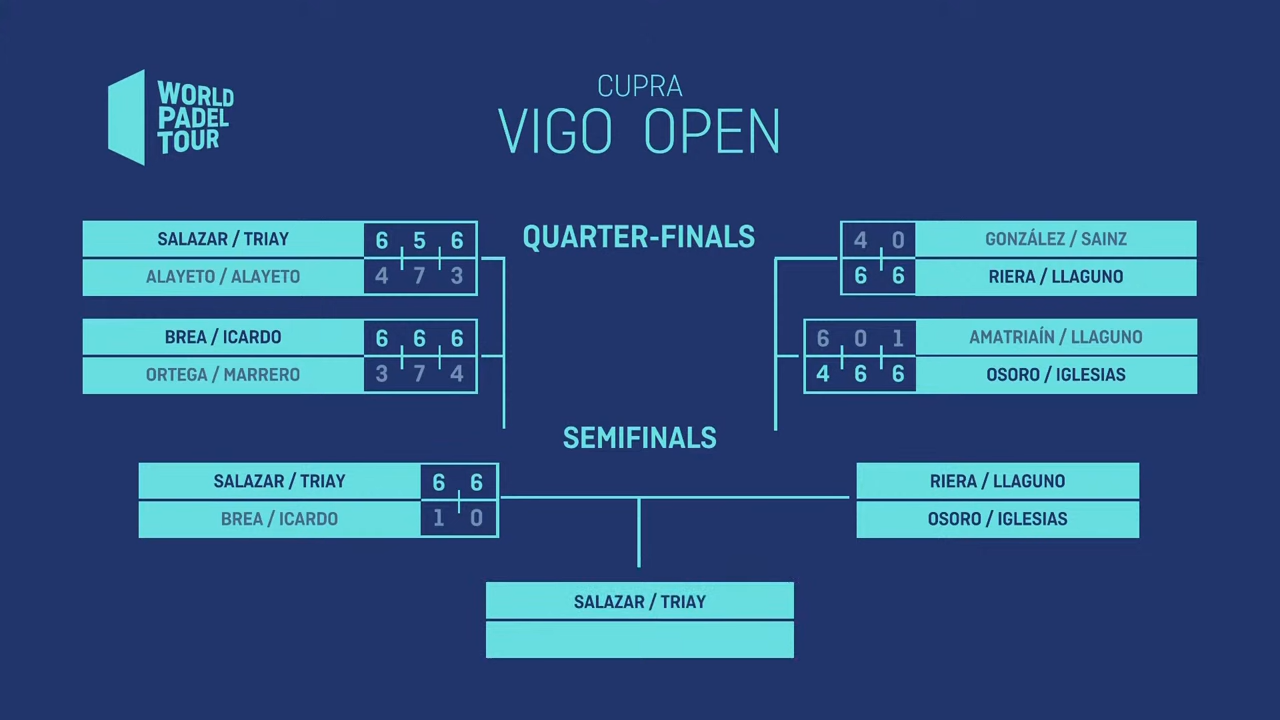 WORLD
PADEL
TOUR
CUPRA
VIGO OPEN
QUARTER-FINALS
SALAZAR / TRIAY 6 5 6
ALAYETO / ALAYETO 4 7 3
BREA / ICARDO 6 6 6
ORTEGA / MARRERO 3 7 4
4 0 GONZÁLEZ / SAINZ
6 6 RIERA / LLAGUNO
6 0 1 AMATRIAÍN / LLAGUNO
4 6 6 OSORO / IGLESIAS
SEMIFINALS
SALAZAR / TRIAY 6 6
BREA / ICARDO 1 0
RIERA / LLAGUNO
OSORO / IGLESIAS
SALAZAR / TRIAY